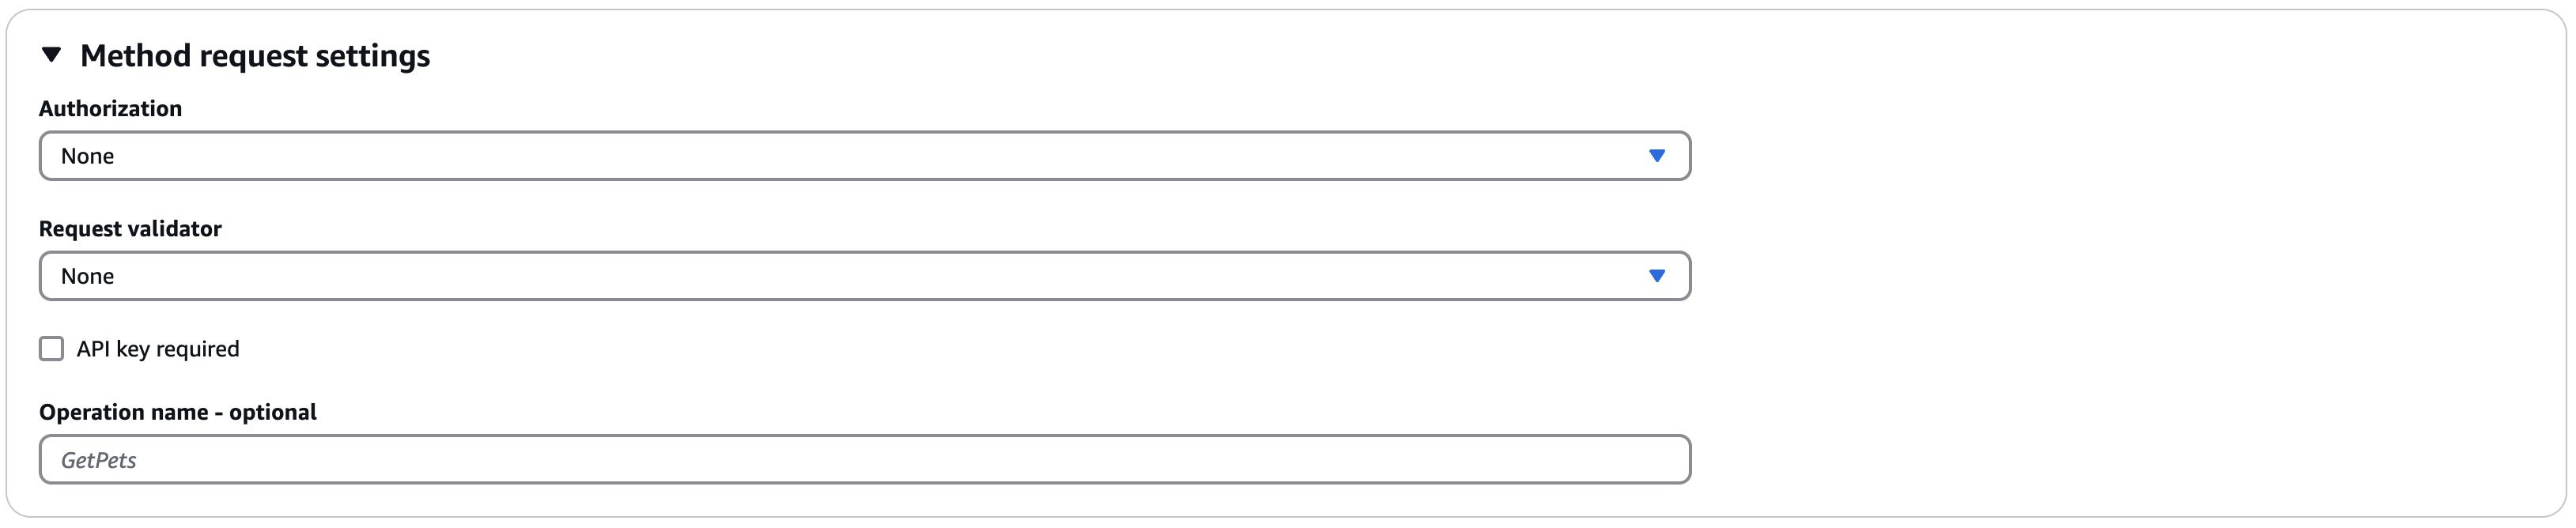 Method request settings
Authorization
None
Request validator
None
API key required
Operation name - optional
GetPets